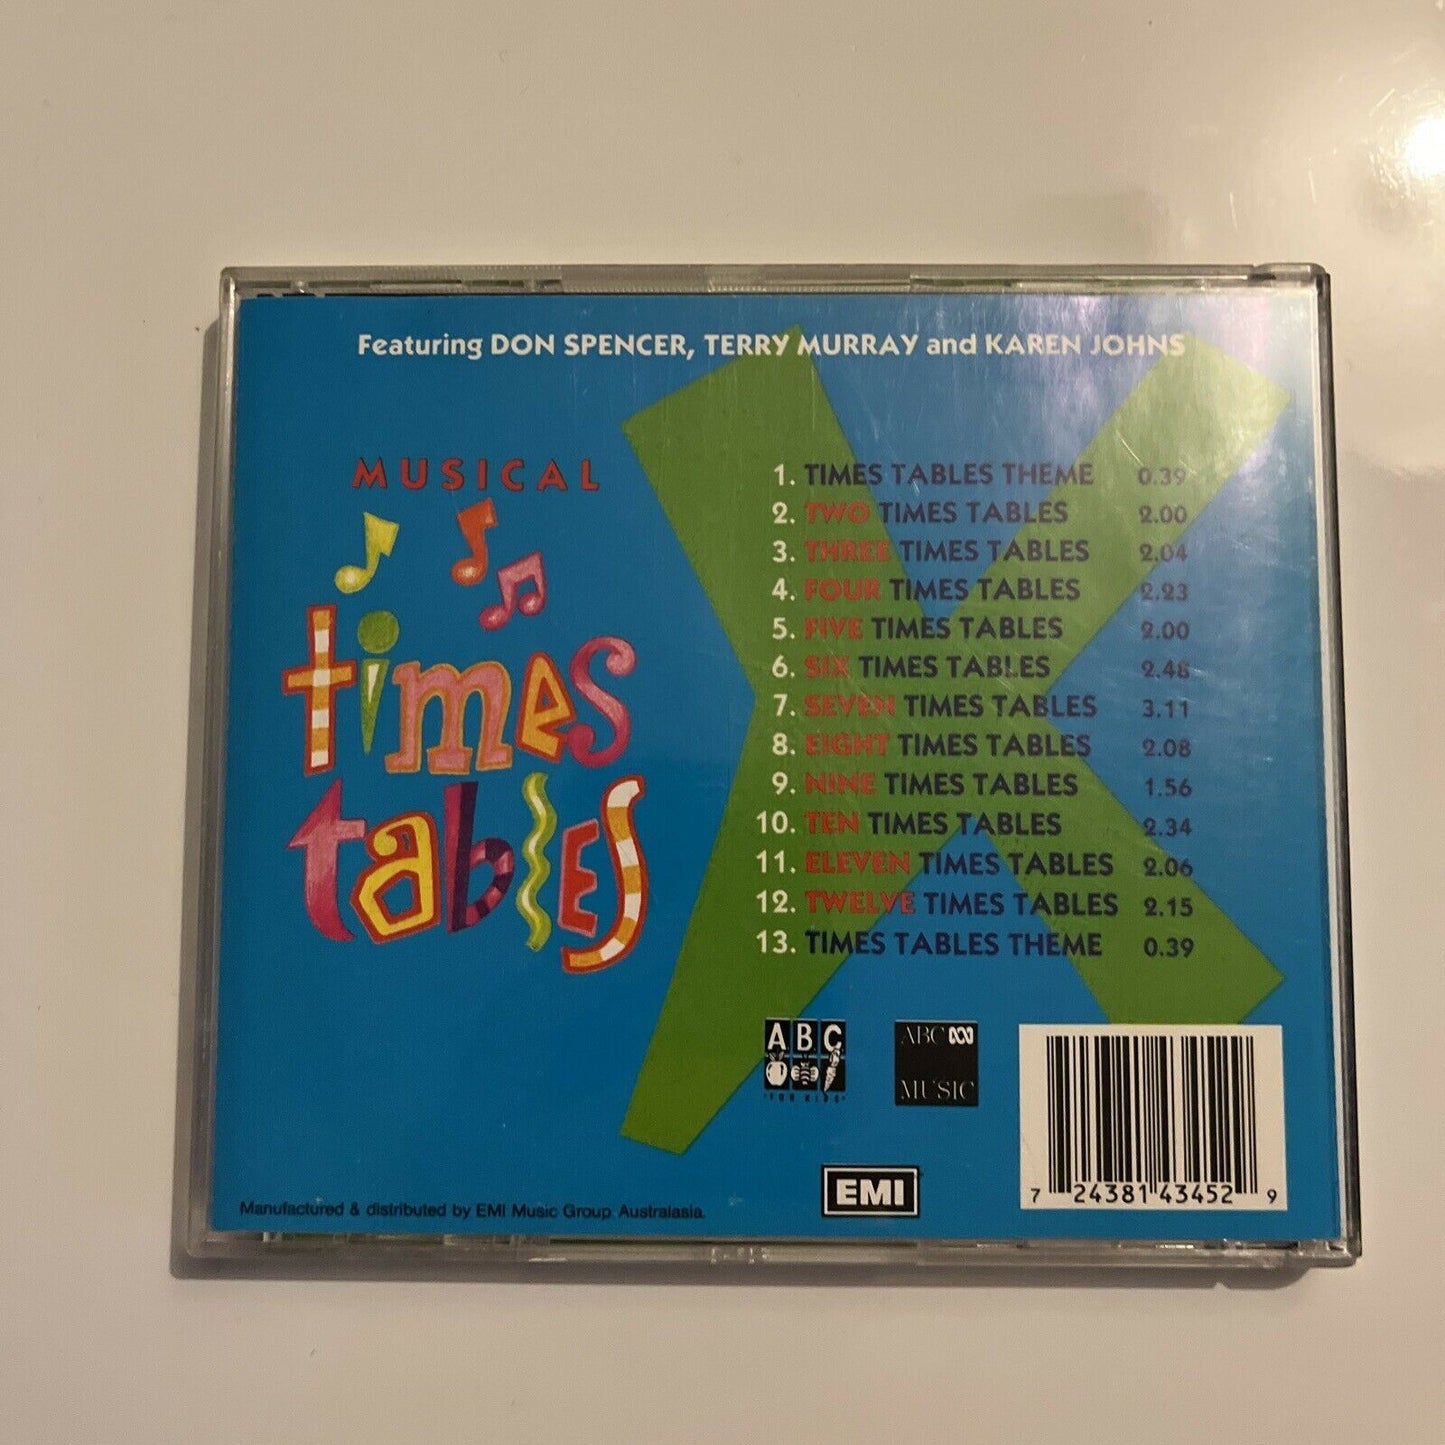 Featuring DON SPENCER, TERRY MURRAY and KAREN JOHNS
MUSICAL
times
tables
1. TIMES TABLES THEME 0.39
2. TWO TIMES TABLES 2.00
3. THREE TIMES TABLES 2.04
4. FOUR TIMES TABLES 2.23
5. FIVE TIMES TABLES 2.00
6. SIX TIMES TABLES 2.48
7. SEVEN TIMES TABLES 3.11
8. EIGHT TIMES TABLES 2.08
9. NINE TIMES TABLES 1.56
10. TEN TIMES TABLES 2.34
11. ELEVEN TIMES TABLES 2.06
12. TWELVE TIMES TABLES 2.15
13. TIMES TABLES THEME 0.39
ABC
FOR KIDS
ABC
MUSIC
EMI
Manufactured & distributed by EMI Music Group Australasia.
7 24381 43452 9